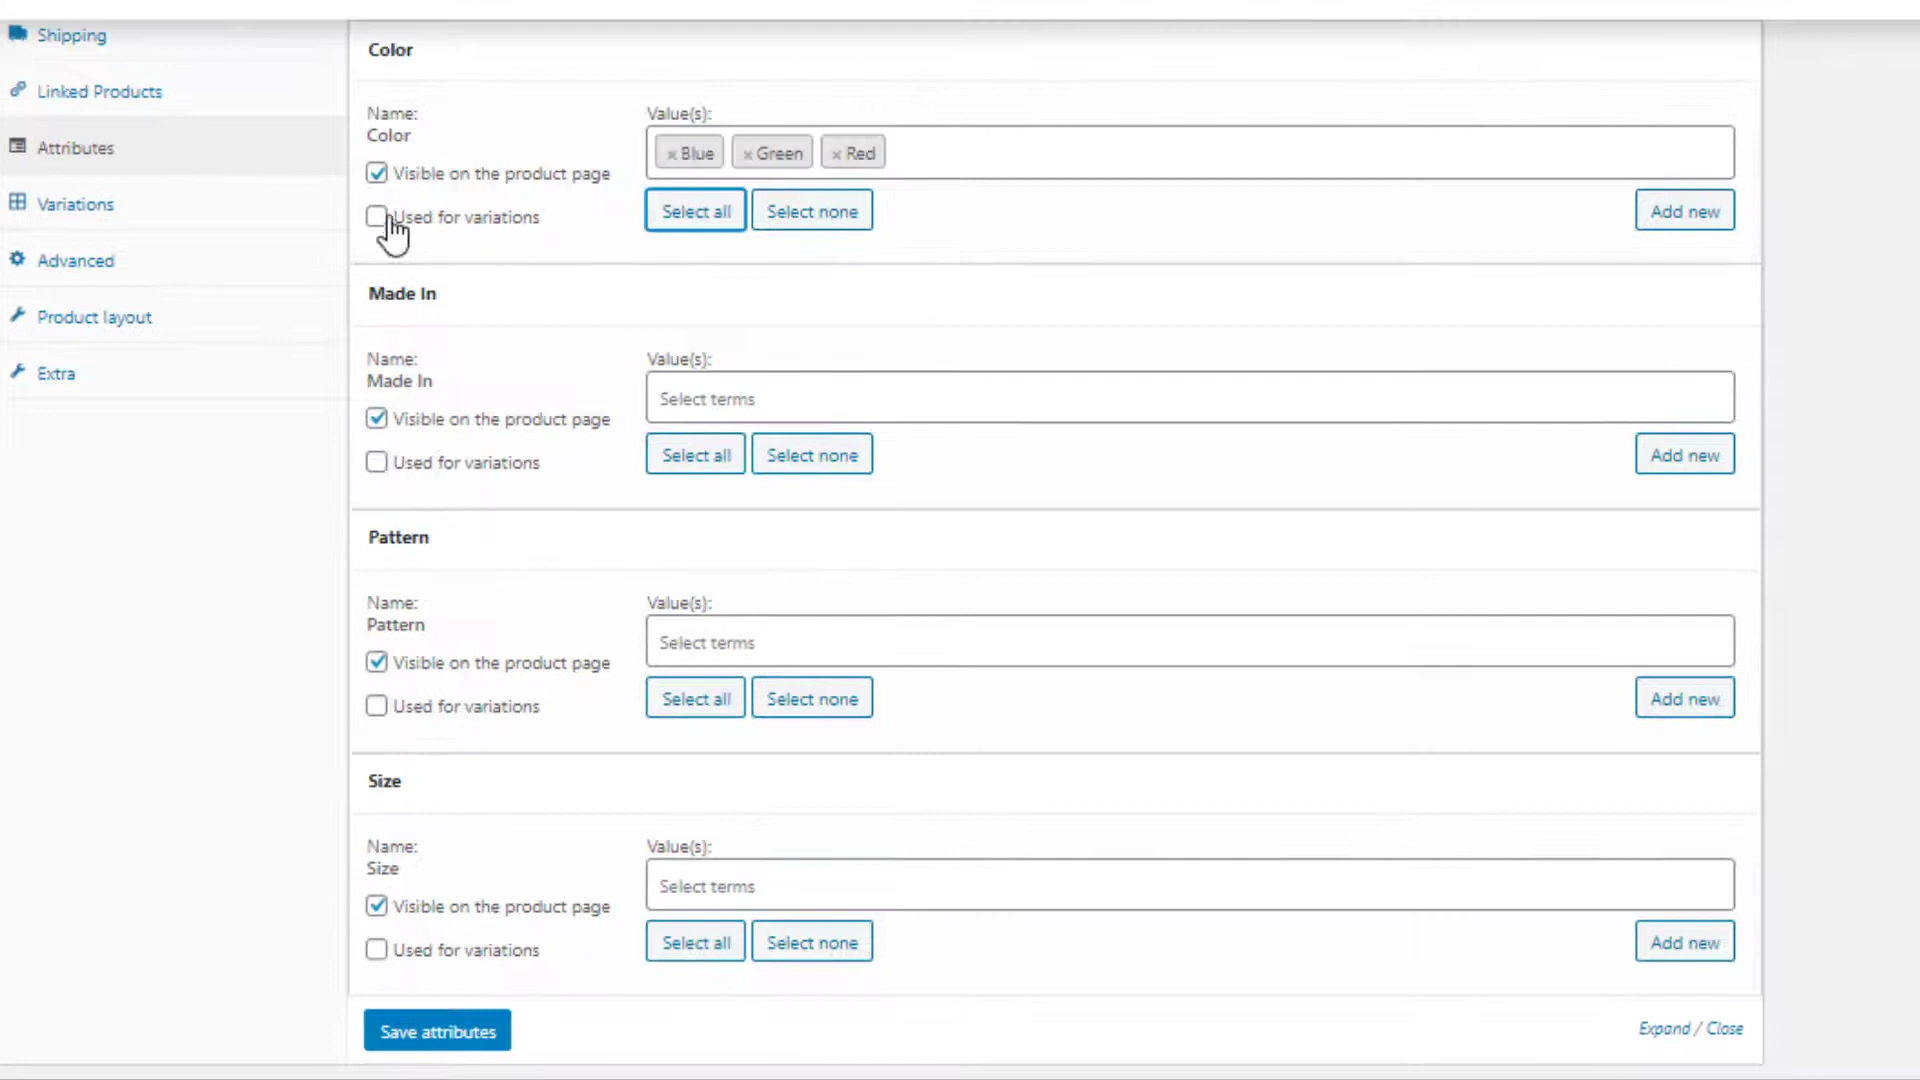 Shipping
Linked Products
Attributes
Variations
Advanced
Product layout
Extra
Color
Name:
Color
Visible on the product page
Used for variations
Value(s):
× Blue × Green × Red
Select all Select none Add new
Made In
Name:
Made In
Visible on the product page
Used for variations
Value(s):
Select terms
Select all Select none Add new
Pattern
Name:
Pattern
Visible on the product page
Used for variations
Value(s):
Select terms
Select all Select none Add new
Size
Name:
Size
Visible on the product page
Used for variations
Value(s):
Select terms
Select all Select none Add new
Save attributes Expand / Close